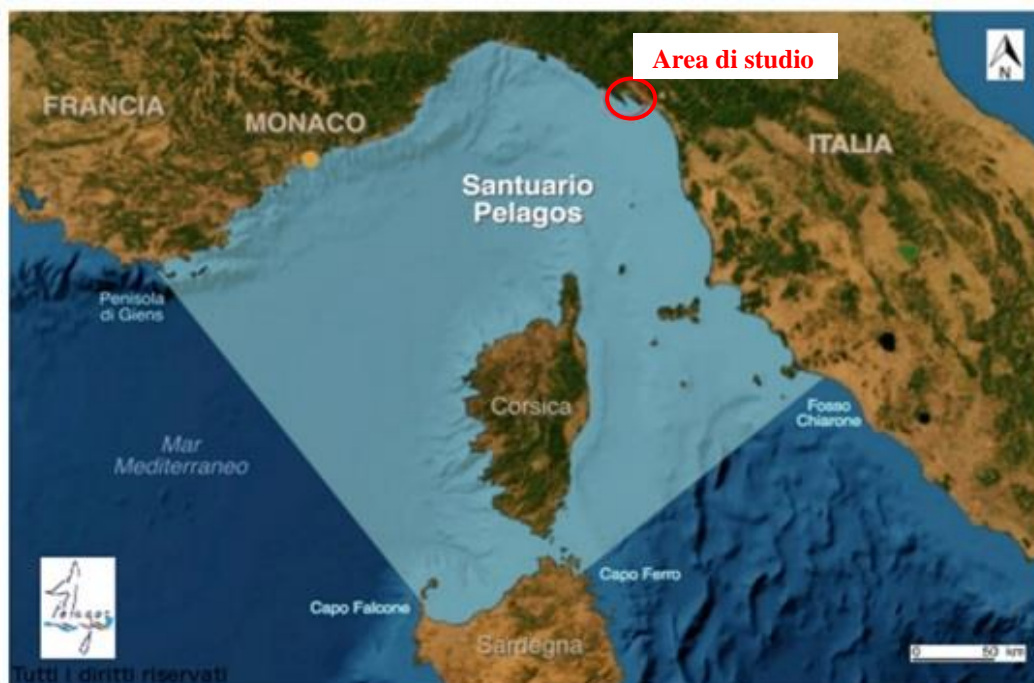 Area di studio
N
FRANCIA
MONACO
ITALIA
Santuario
Pelagos
Penisola
di Giens
Corsica
Fosso
Chiarone
Mar
Mediterraneo
Capo Ferro
Capo Falcone
Pelagos
Sardegna
0 50 km
Tutti i diritti riservati